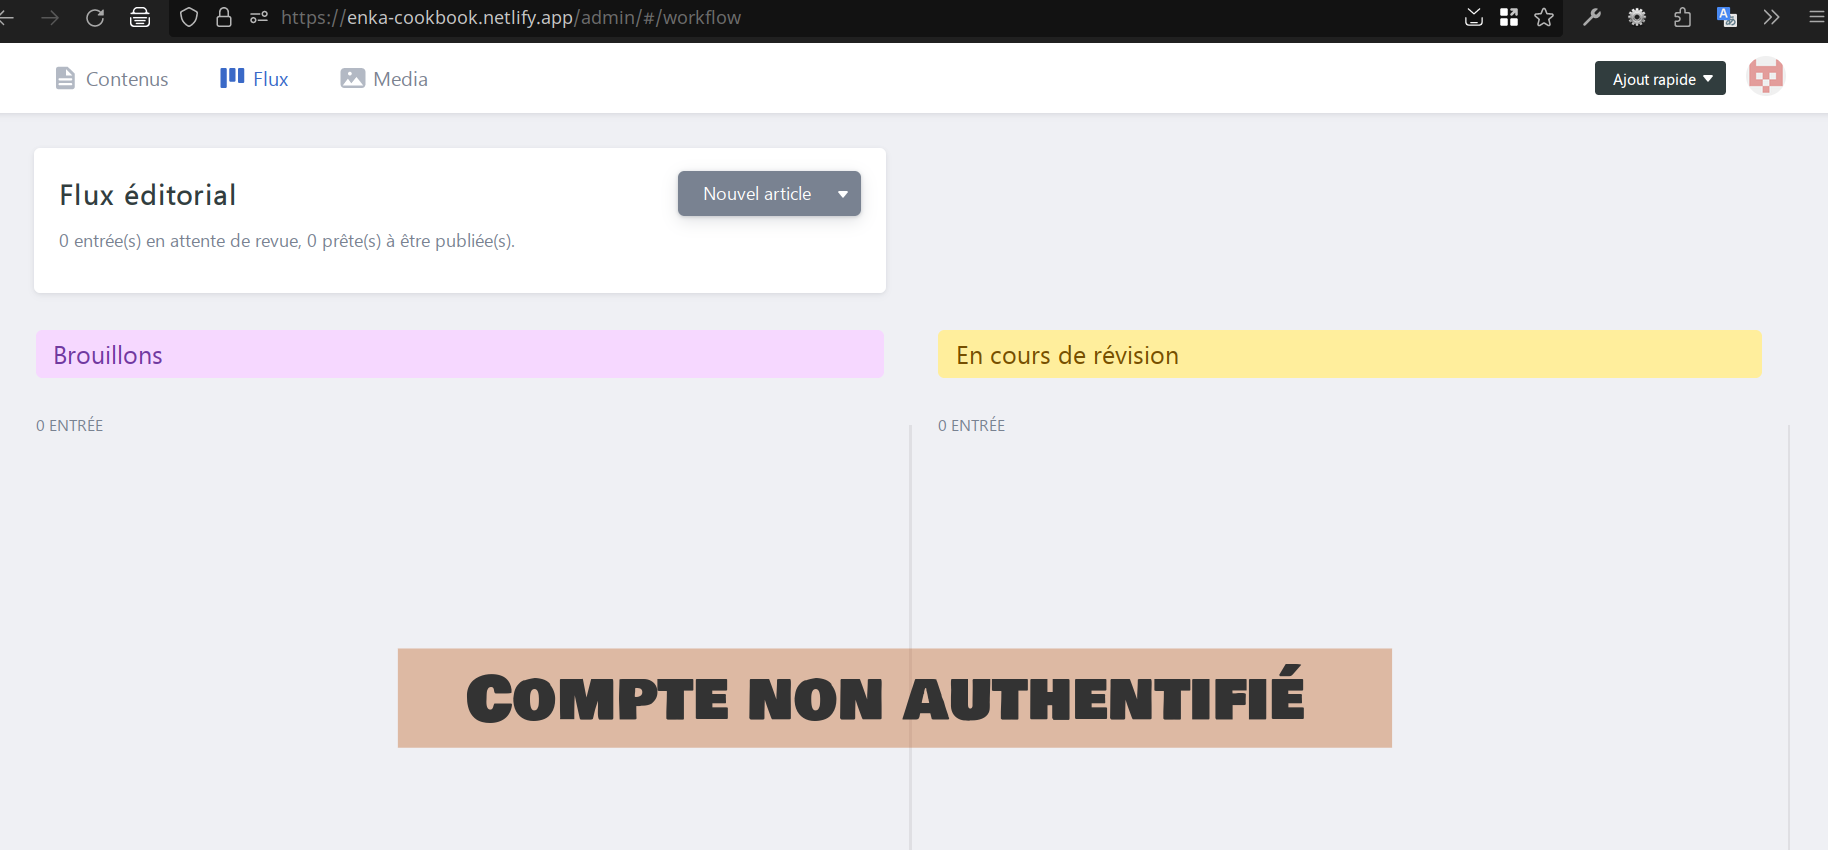 https://enka-cookbook.netlify.app/admin/#/workflow
Contenus
Flux
Media
Ajout rapide
Flux éditorial
Nouvel article
0 entrée(s) en attente de revue, 0 prête(s) à être publiée(s).
Brouillons
En cours de révision
0 ENTRÉE
0 ENTRÉE
COMPTE NON AUTHENTIFIÉ